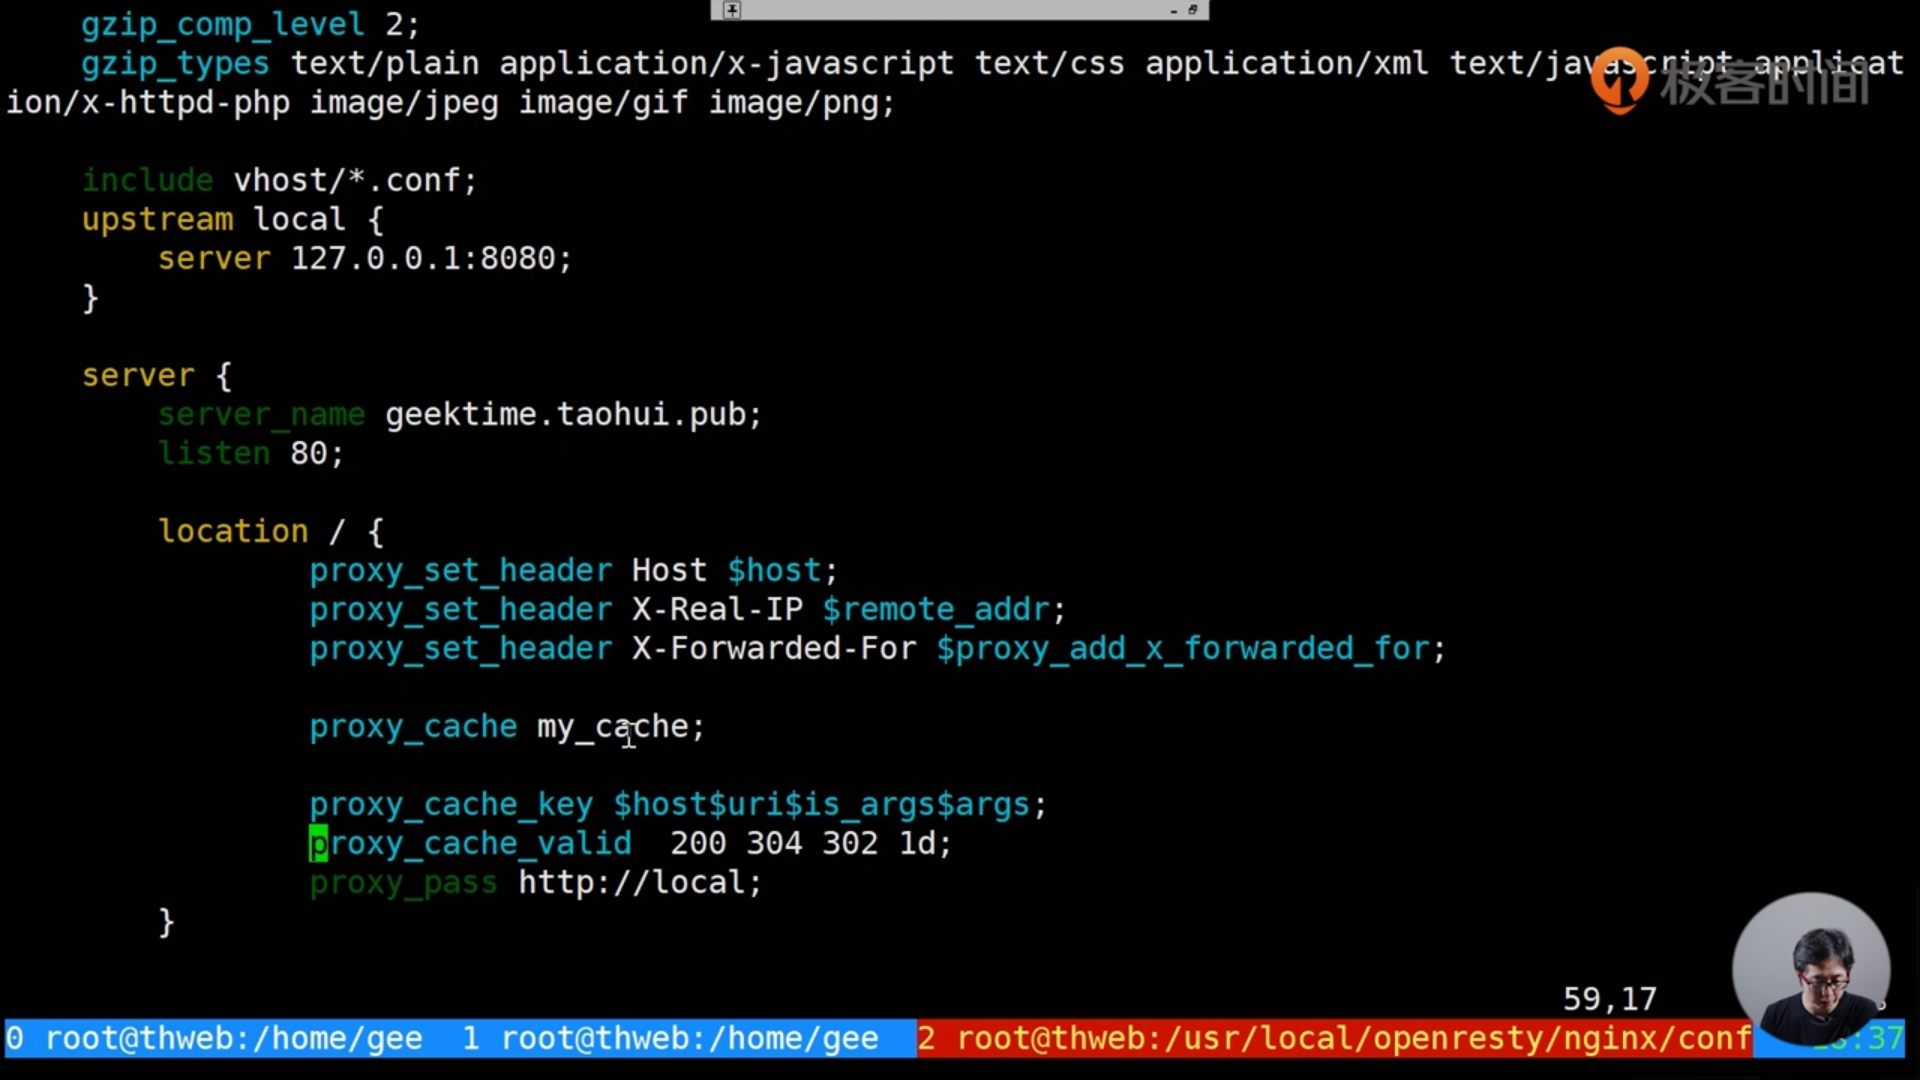 gzip_comp_level 2;
gzip_types text/plain application/x-javascript text/css application/xml text/javascript applicat
ion/x-httpd-php image/jpeg image/gif image/png;
极客时间
include vhost/*.conf;
upstream local {
server 127.0.0.1:8080;
}
server {
server_name geektime.taohui.pub;
listen 80;
location / {
proxy_set_header Host $host;
proxy_set_header X-Real-IP $remote_addr;
proxy_set_header X-Forwarded-For $proxy_add_x_forwarded_for;
proxy_cache my_cache;
proxy_cache_key $host$uri$is_args$args;
proxy_cache_valid  200 304 302 1d;
proxy_pass http://local;
}
59,17
0 root@thweb:/home/gee  1 root@thweb:/home/gee  2 root@thweb:/usr/local/openresty/nginx/conf :37